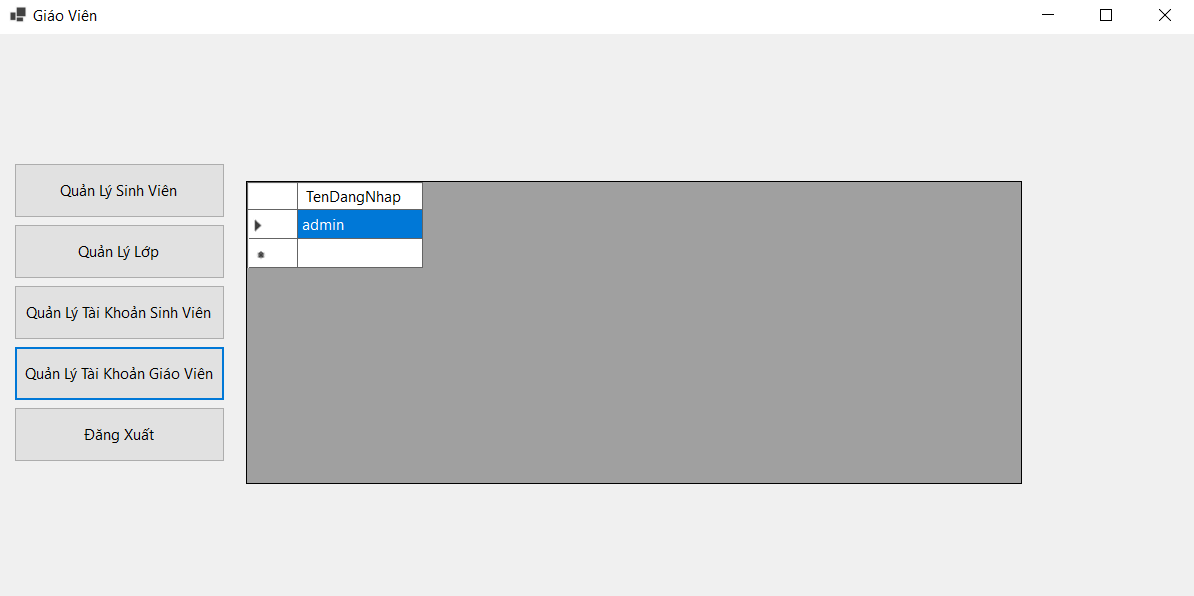 Giáo Viên
Quản Lý Sinh Viên
Quản Lý Lớp
Quản Lý Tài Khoản Sinh Viên
Quản Lý Tài Khoản Giáo Viên
Đăng Xuất
TenDangNhap
admin